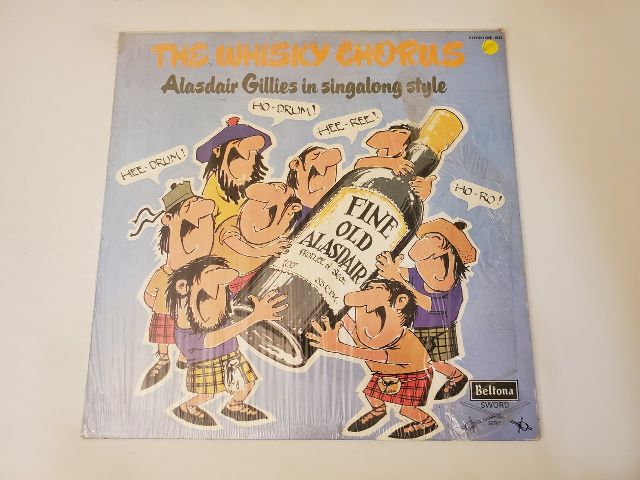 THE WHISKY CHORUS
Alasdair Gillies in singalong style
HO-DRUM!
HEE-REE!
HEE-DRUM!
HO-RO!
FINE
OLD
ALASDAIR
100°
Beltona
SWORD